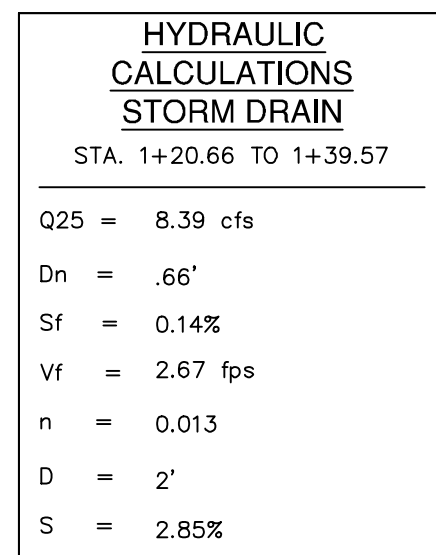 HYDRAULIC
CALCULATIONS
STORM DRAIN
STA. 1+20.66 TO 1+39.57
Q25 = 8.39 cfs
Dn = .66'
Sf = 0.14%
Vf = 2.67 fps
n = 0.013
D = 2'
S = 2.85%